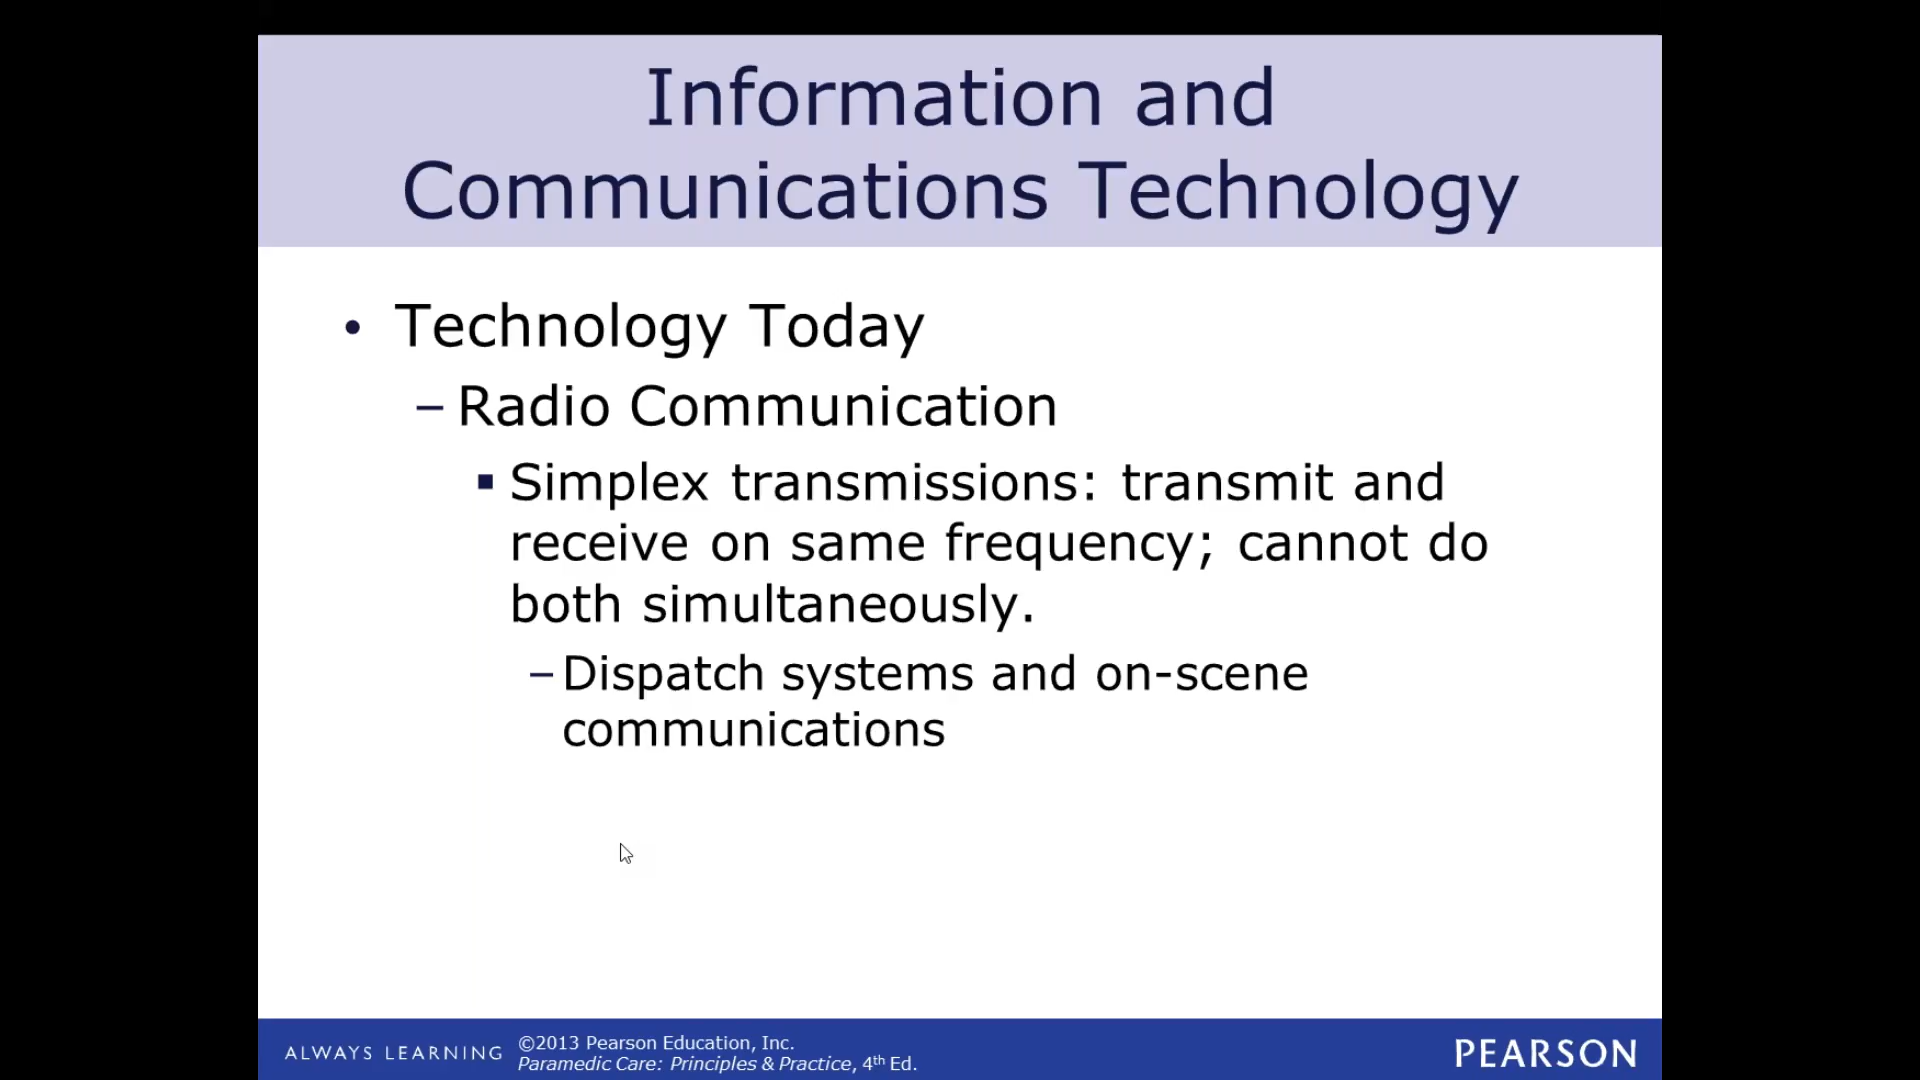 Information and
Communications Technology
• Technology Today
– Radio Communication
▪ Simplex transmissions: transmit and
receive on same frequency; cannot do
both simultaneously.
– Dispatch systems and on-scene
communications
ALWAYS LEARNING
©2013 Pearson Education, Inc.
Paramedic Care: Principles & Practice, 4th Ed.
PEARSON